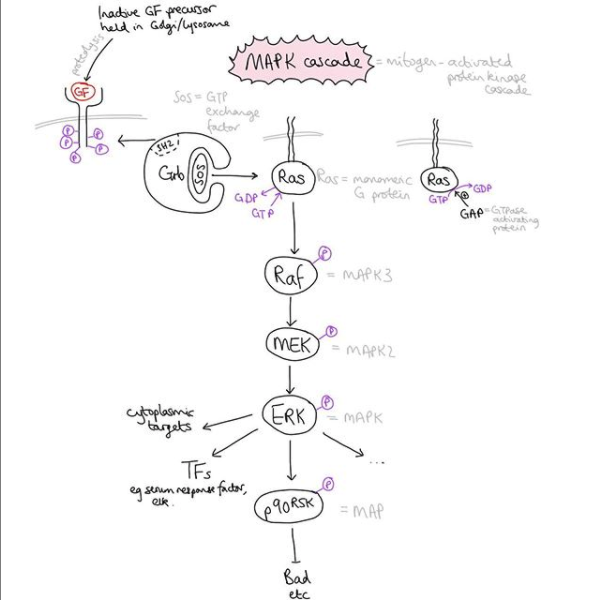 Inactive GF precursor
held in Golgi/Lysosome
proteolysis
GF
P
P
P
P
P
P
MAPK cascade
= mitogen-activated
protein kinase
cascade
SOS = GTP
exchange
factor
SH2
Grb
SOS
Ras
GDP
GTP
Ras = monomeric
G protein
Ras
GTP
GDP
GAP = GTPase
activating
protein
Raf
P
= MAPK3
MEK
P
= MAPK2
ERK
P
= MAPK
cytoplasmic
targets
TFs
eg serum response factor,
elk.
...
p90RSK
P
= MAP
Bad
etc